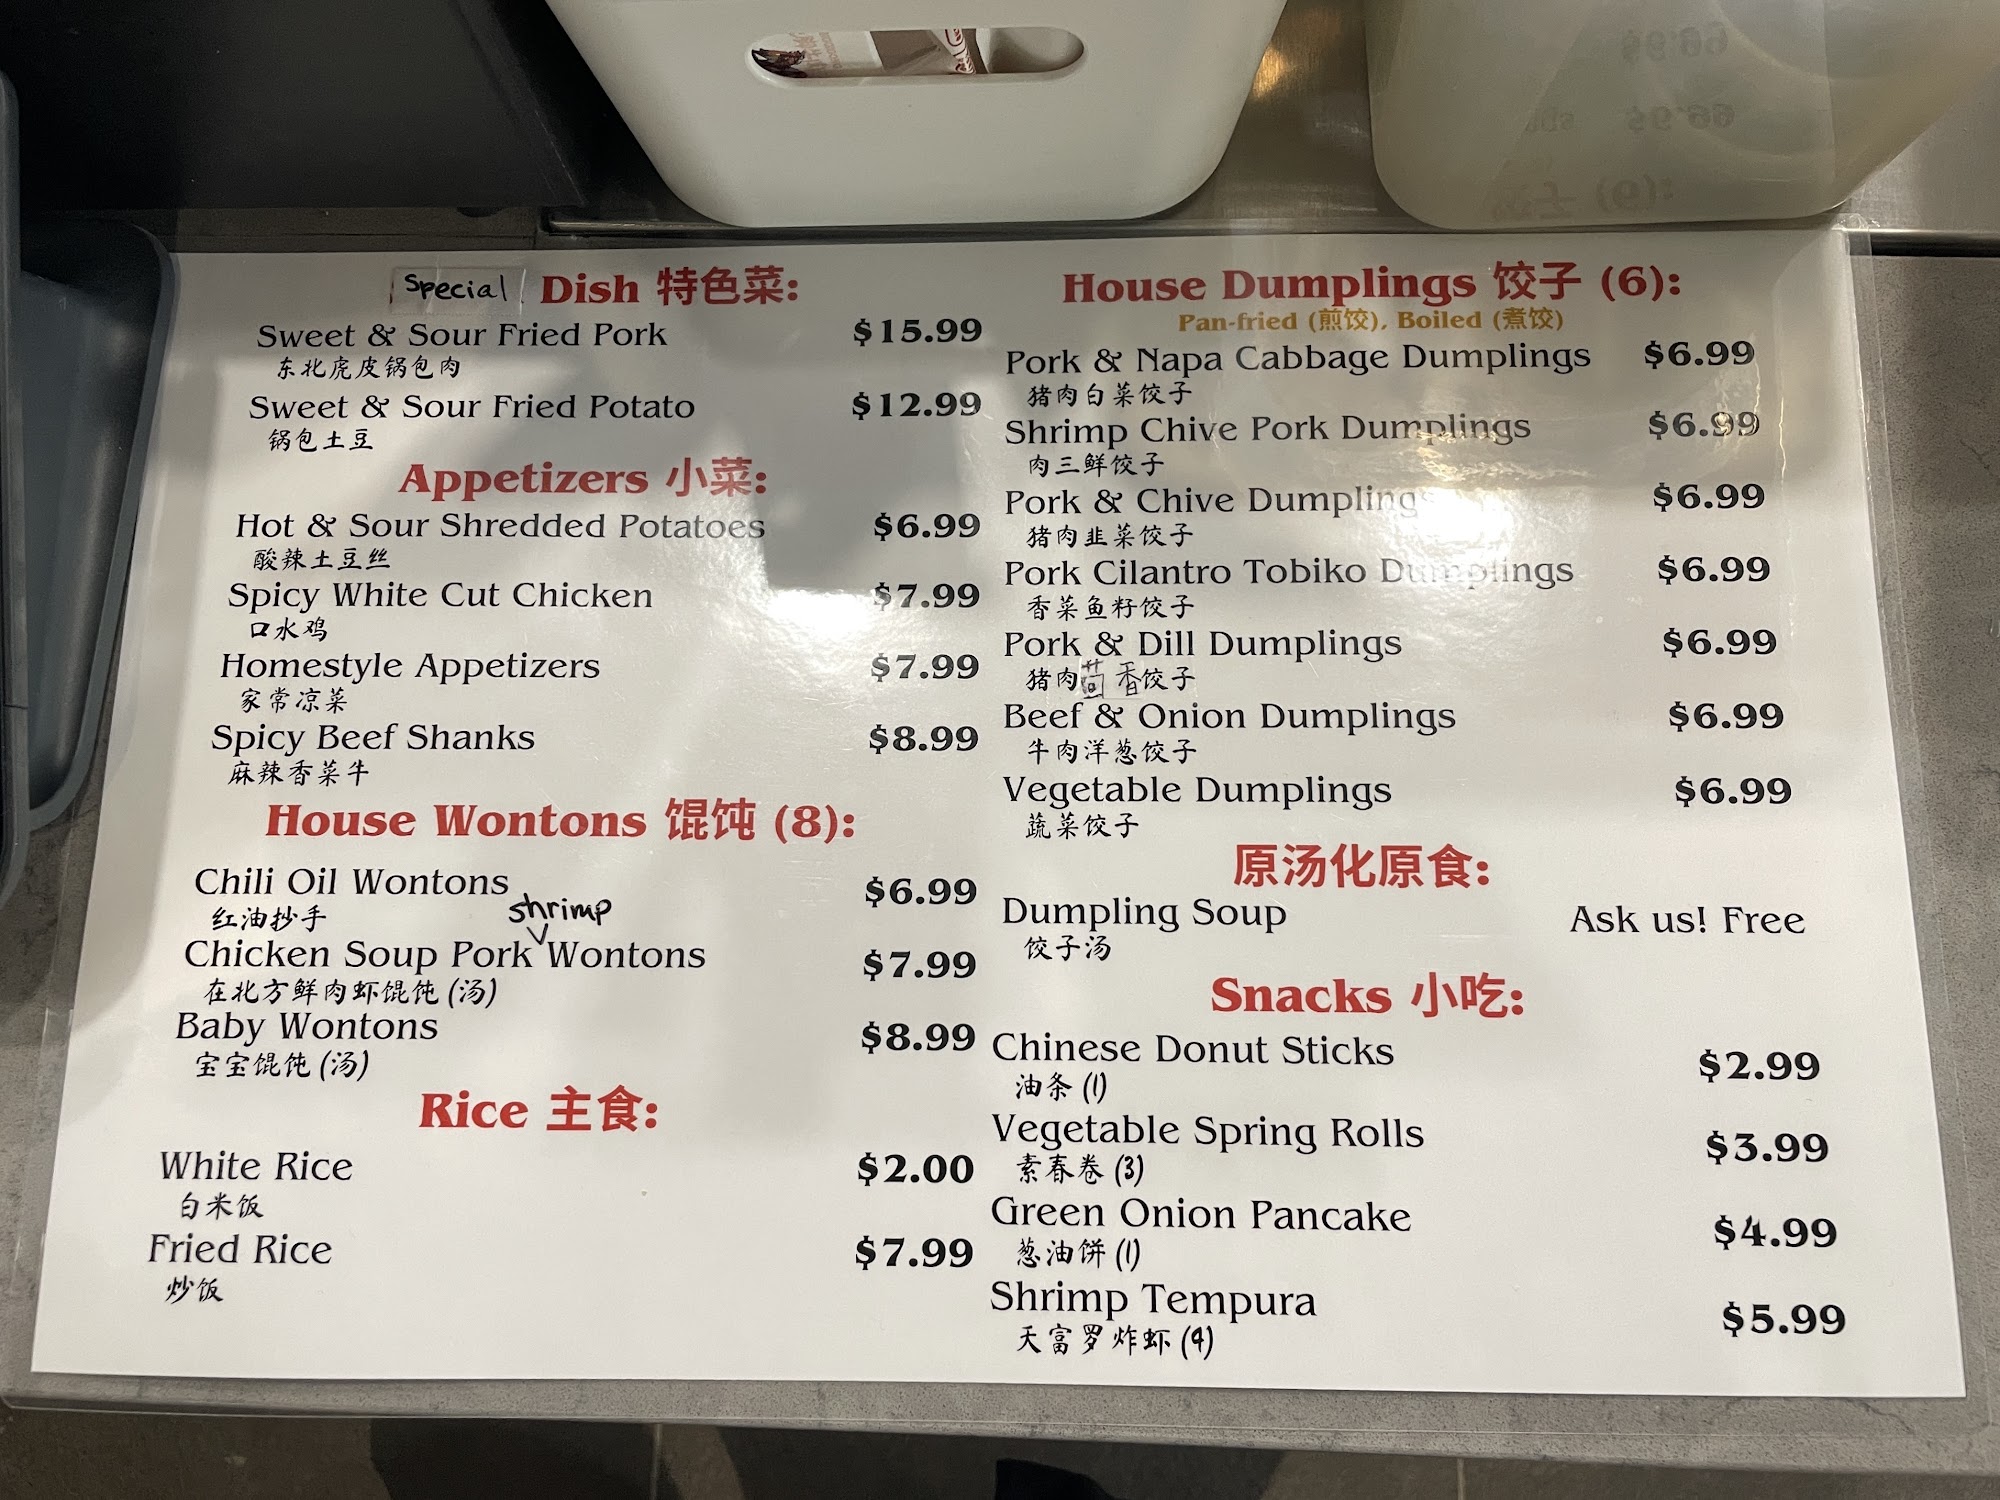 Special Dish 特色菜:
Sweet & Sour Fried Pork $15.99
东北虎皮锅包肉
Sweet & Sour Fried Potato $12.99
锅包土豆
Appetizers 小菜:
Hot & Sour Shredded Potatoes $6.99
酸辣土豆丝
Spicy White Cut Chicken $7.99
口水鸡
Homestyle Appetizers $7.99
家常凉菜
Spicy Beef Shanks $8.99
麻辣香菜牛
House Wontons 馄饨 (8):
Chili Oil Wontons $6.99
红油抄手
shrimp
Chicken Soup Pork Wontons $7.99
在北方鲜肉虾馄饨(汤)
Baby Wontons $8.99
宝宝馄饨(汤)
Rice 主食:
White Rice $2.00
白米饭
Fried Rice $7.99
炒饭
House Dumplings 饺子 (6):
Pan-fried (煎饺), Boiled (煮饺)
Pork & Napa Cabbage Dumplings $6.99
猪肉白菜饺子
Shrimp Chive Pork Dumplings $6.99
肉三鲜饺子
Pork & Chive Dumplings $6.99
猪肉韭菜饺子
Pork Cilantro Tobiko Dumplings $6.99
香菜鱼籽饺子
Pork & Dill Dumplings $6.99
猪肉茴香饺子
Beef & Onion Dumplings $6.99
牛肉洋葱饺子
Vegetable Dumplings $6.99
蔬菜饺子
原汤化原食:
Dumpling Soup Ask us! Free
饺子汤
Snacks 小吃:
Chinese Donut Sticks $2.99
油条(1)
Vegetable Spring Rolls $3.99
素春卷(3)
Green Onion Pancake $4.99
葱油饼(1)
Shrimp Tempura $5.99
天富罗炸虾(4)